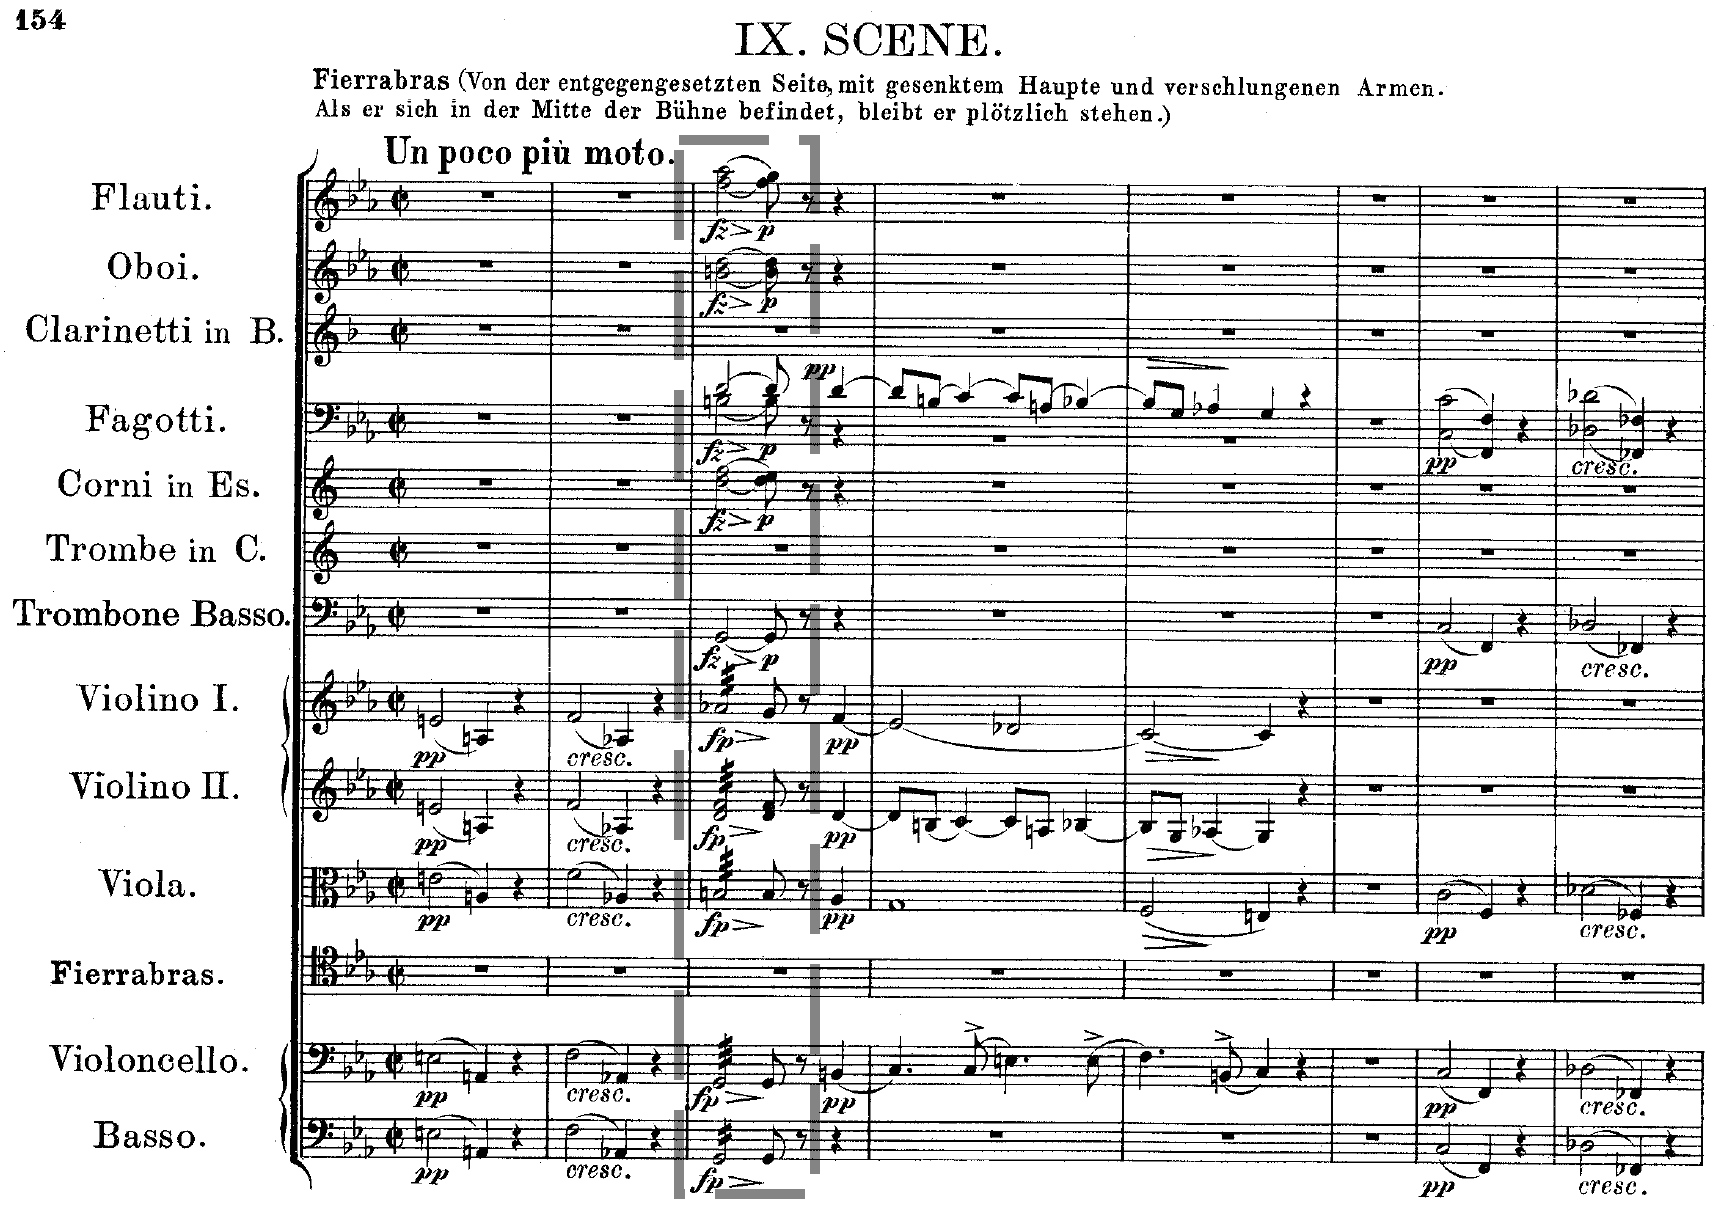 154
IX. SCENE.
Fierrabras (Von der entgegengesetzten Seite, mit gesenktem Haupte und verschlungenen Armen.
Als er sich in der Mitte der Bühne befindet, bleibt er plötzlich stehen.)
Un poco più moto.
Flauti.
fz p
Oboi.
fz p
Clarinetti in B.
pp
Fagotti.
fz p pp cresc.
Corni in Es.
fz p
Trombe in C.
Trombone Basso.
fz p pp cresc.
Violino I.
pp cresc. fp pp
Violino II.
pp cresc. fp pp
Viola.
pp cresc. fp pp pp cresc.
Fierrabras.
Violoncello.
pp cresc. fp pp pp cresc.
Basso.
pp cresc. fp pp cresc.